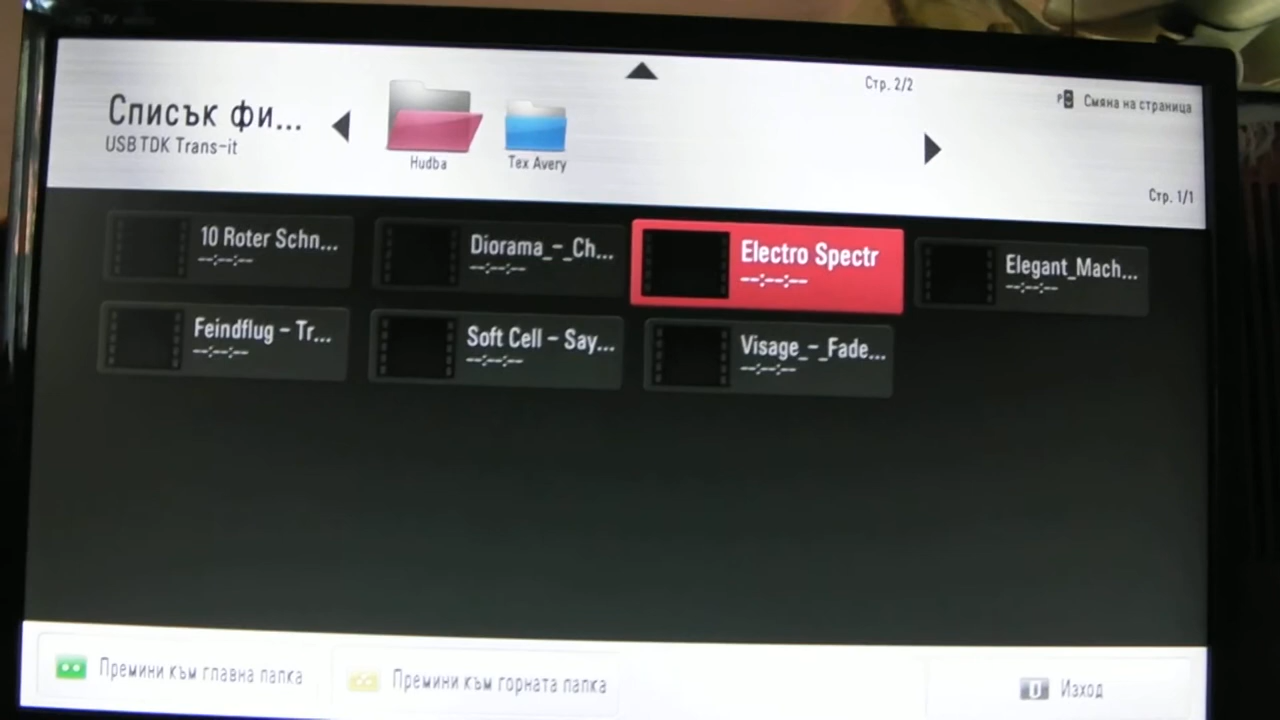 Списък фи...
USB TDK Trans-it
Hudba
Tex Avery
Стр. 2/2
P Смяна на страница
Стр. 1/1
10 Roter Schn...
--:--:--
Diorama_-_Ch...
--:--:--
Electro Spectr
--:--:--
Elegant_Mach...
--:--:--
Feindflug - Tr...
--:--:--
Soft Cell - Say...
--:--:--
Visage_-_Fade...
--:--:--
Премини към главна папка
Премини към горната папка
Изход